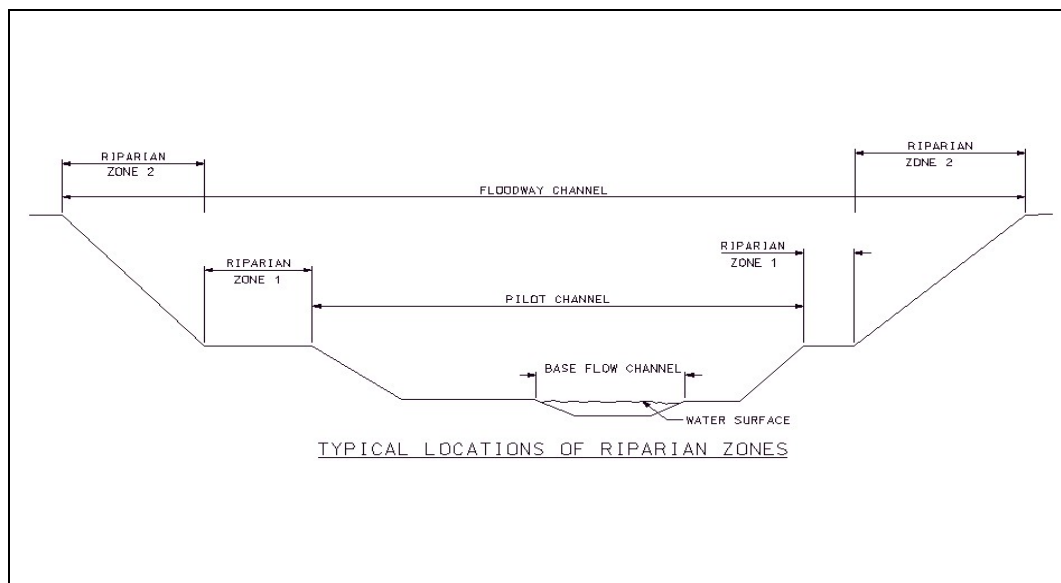 RIPARIAN
ZONE 2
RIPARIAN
ZONE 2
FLOODWAY CHANNEL
RIPARIAN
ZONE 1
RIPARIAN
ZONE 1
PILOT CHANNEL
BASE FLOW CHANNEL
WATER SURFACE
TYPICAL LOCATIONS OF RIPARIAN ZONES